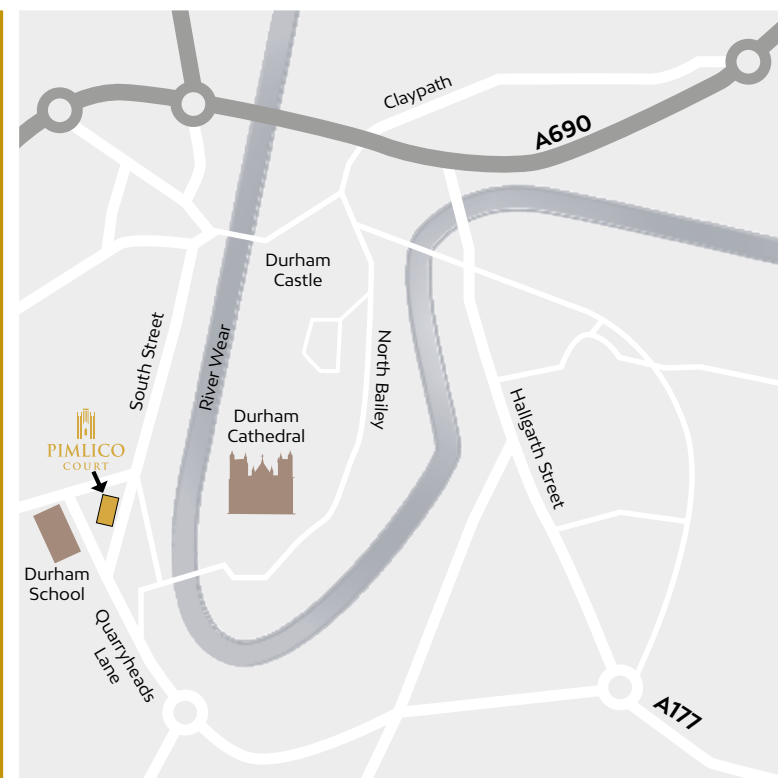 Claypath
A690
Durham
Castle
South Street
River Wear
North Bailey
Durham
Cathedral
Hallgarth Street
PIMLICO
COURT
Durham
School
Quarryheads
Lane
A177